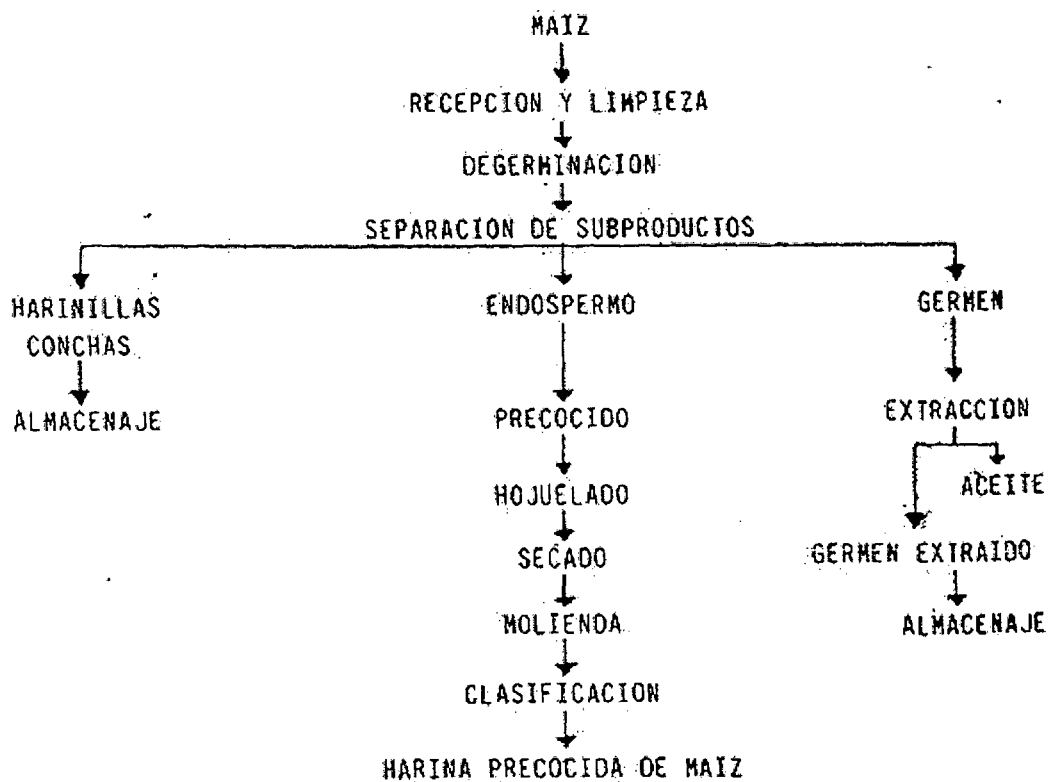 MAIZ
RECEPCION Y LIMPIEZA
DEGERMINACION
SEPARACION DE SUBPRODUCTOS
HARINILLAS
CONCHAS
ALMACENAJE
ENDOSPERMO
PRECOCIDO
HOJUELADO
SECADO
MOLIENDA
CLASIFICACION
HARINA PRECOCIDA DE MAIZ
GERMEN
EXTRACCION
ACEITE
GERMEN EXTRAIDO
ALMACENAJE